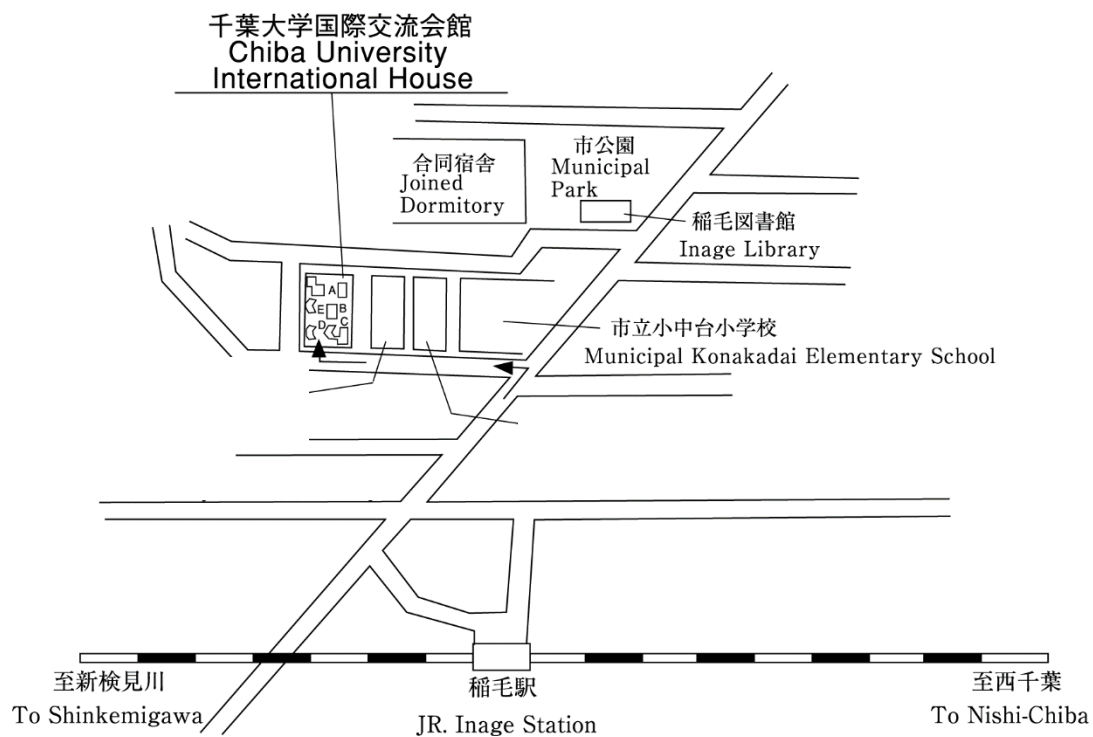 千葉大学国際交流会館
Chiba University
International House
合同宿舎
Joined
Dormitory
市公園
Municipal
Park
稲毛図書館
Inage Library
A
E
B
D
C
市立小中台小学校
Municipal Konakadai Elementary School
至新検見川
To Shinkemigawa
稲毛駅
JR. Inage Station
至西千葉
To Nishi-Chiba